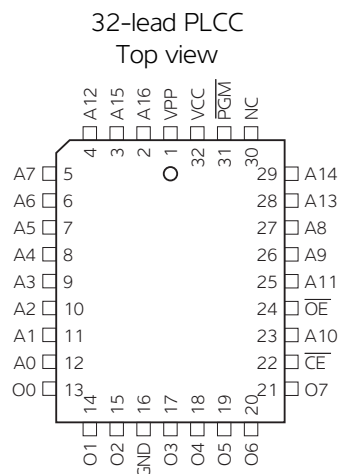 32-lead PLCC
Top view
A12 A15 A16 VPP VCC PGM NC
4 3 2 1 32 31 30
A7 5 29 A14
A6 6 28 A13
A5 7 27 A8
A4 8 26 A9
A3 9 25 A11
A2 10 24 OE
A1 11 23 A10
A0 12 22 CE
O0 13 21 O7
14 15 16 17 18 19 20
O1 O2 GND O3 O4 O5 O6